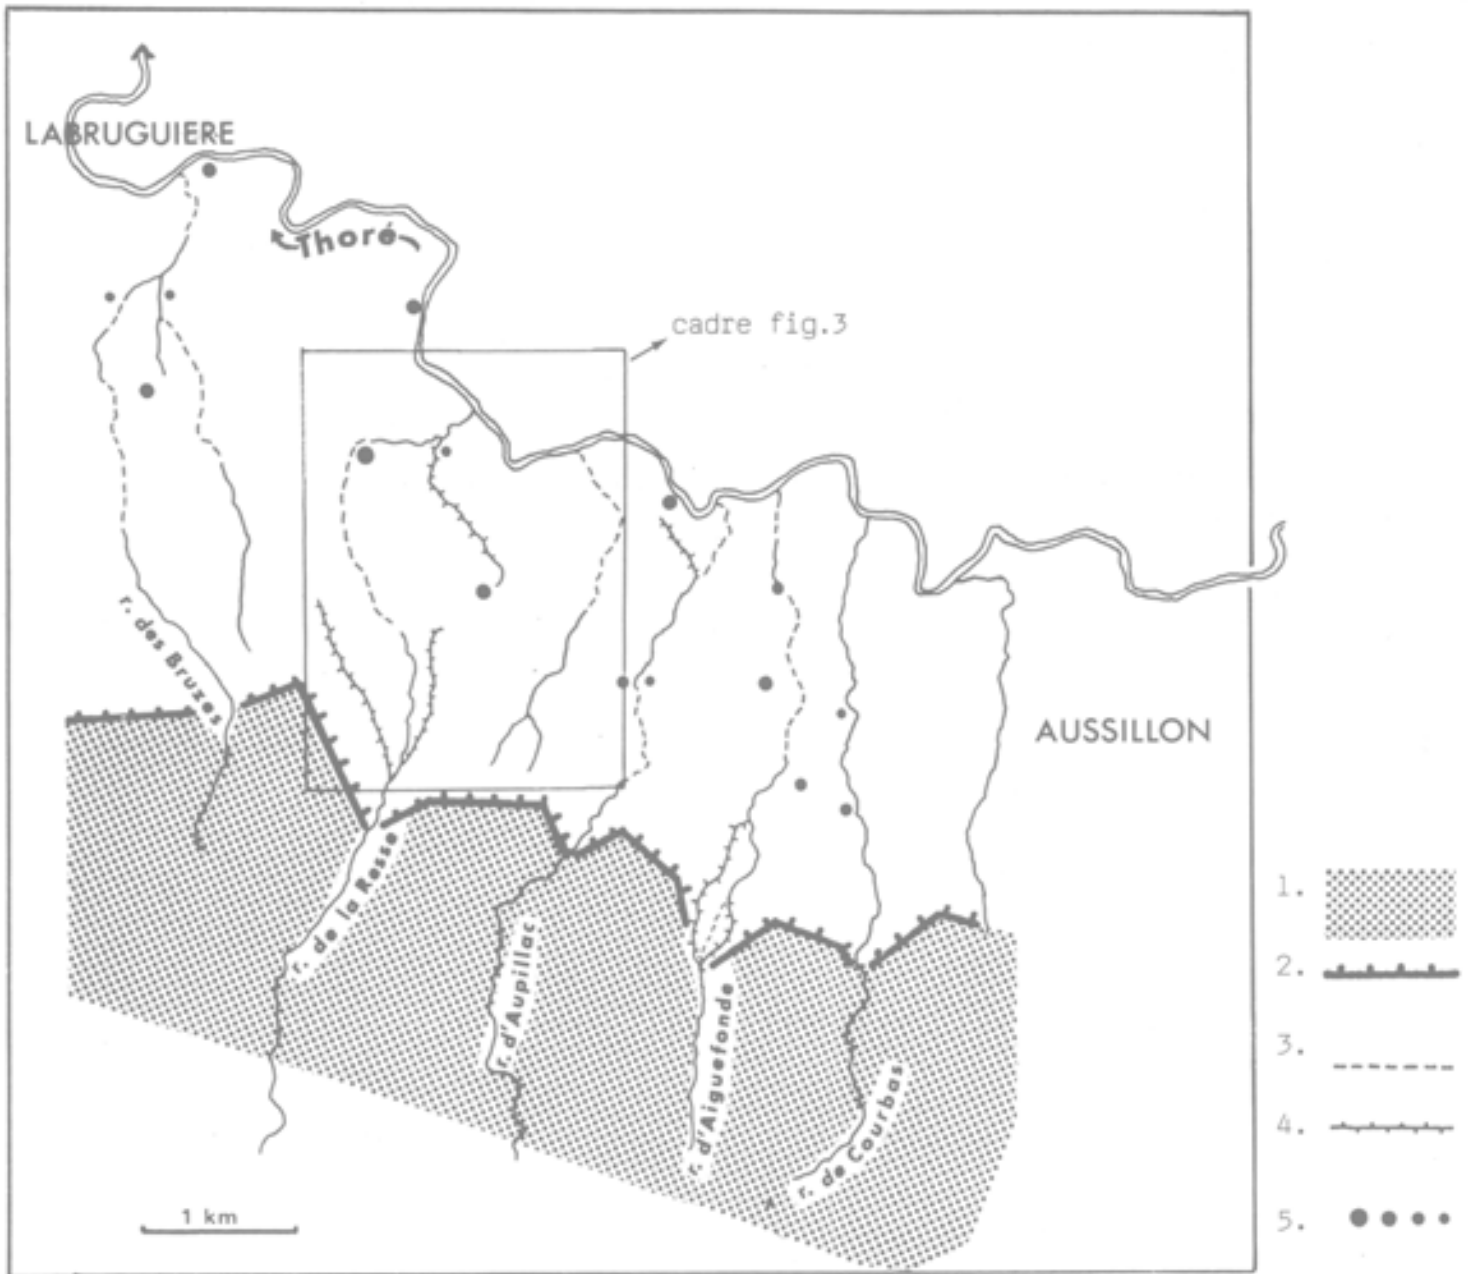 LABRUGUIERE
Thoré
cadre fig.3
r. des Bruzes
AUSSILLON
r. de la Resse
r. d'Aupillac
r. d'Aiguefonde
r. de Courbas
1 km
1.
2.
3.
4.
5.